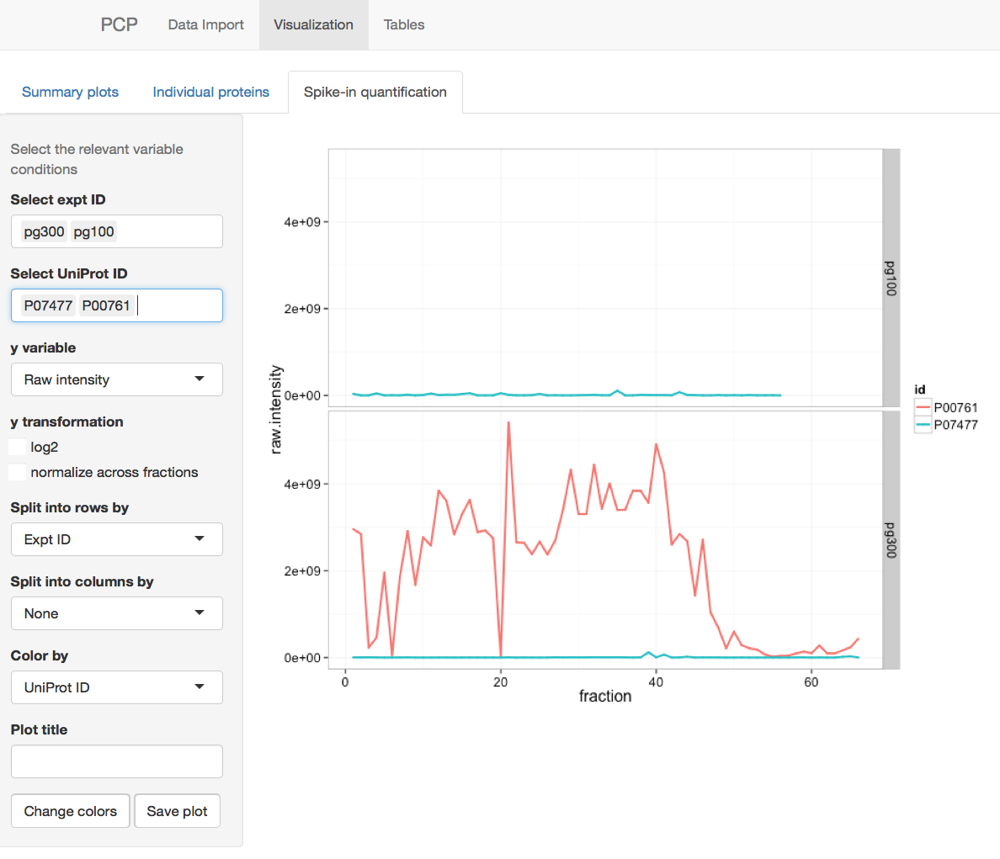 PCP Data Import Visualization Tables
Summary plots Individual proteins Spike-in quantification
Select the relevant variable
conditions
Select expt ID
pg300 pg100
Select UniProt ID
P07477 P00761
y variable
Raw intensity
y transformation
log2
normalize across fractions
Split into rows by
Expt ID
Split into columns by
None
Color by
UniProt ID
Plot title
Change colors Save plot
raw.intensity
4e+09
2e+09
0e+00
pg100
4e+09
2e+09
0e+00
pg300
0 20 40 60
fraction
id
P00761
P07477